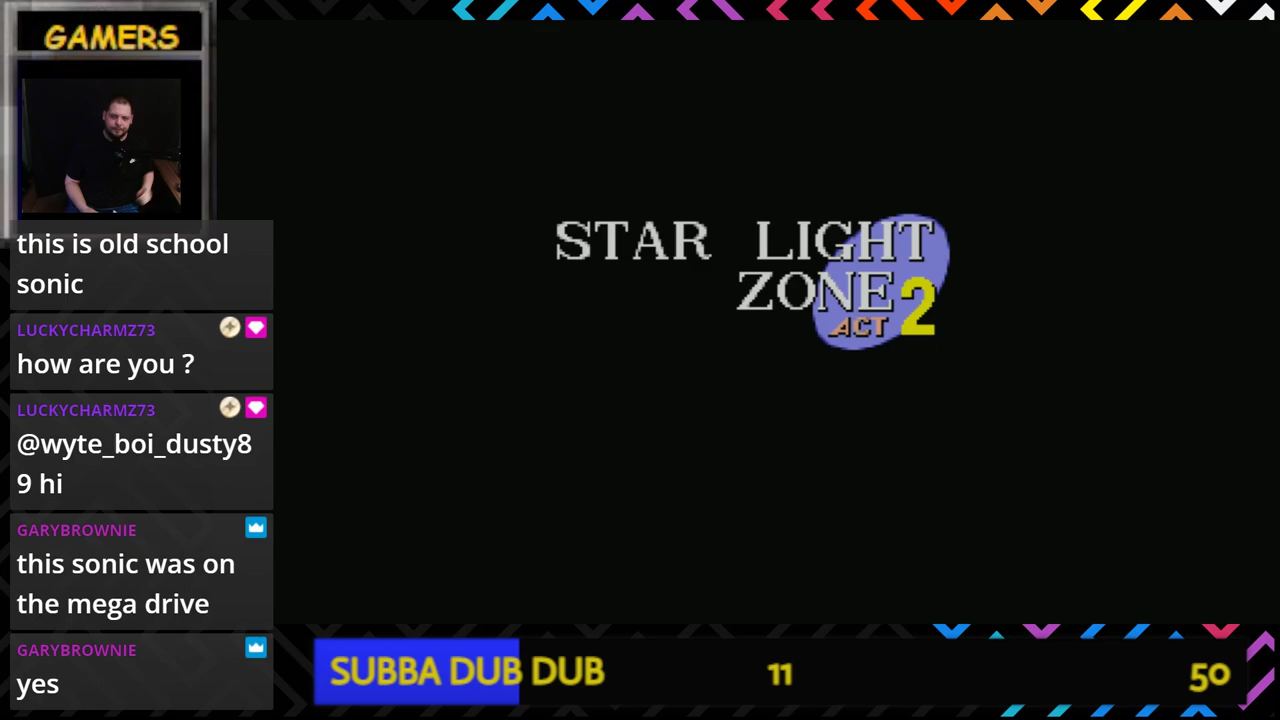 GAMERS
this is old school
sonic
LUCKYCHARMZ73
how are you ?
LUCKYCHARMZ73
@wyte_boi_dusty8
9 hi
GARYBROWNIE
this sonic was on
the mega drive
GARYBROWNIE
yes
STAR LIGHT
ZONE
ACT 2
SUBBA DUB DUB 11 50